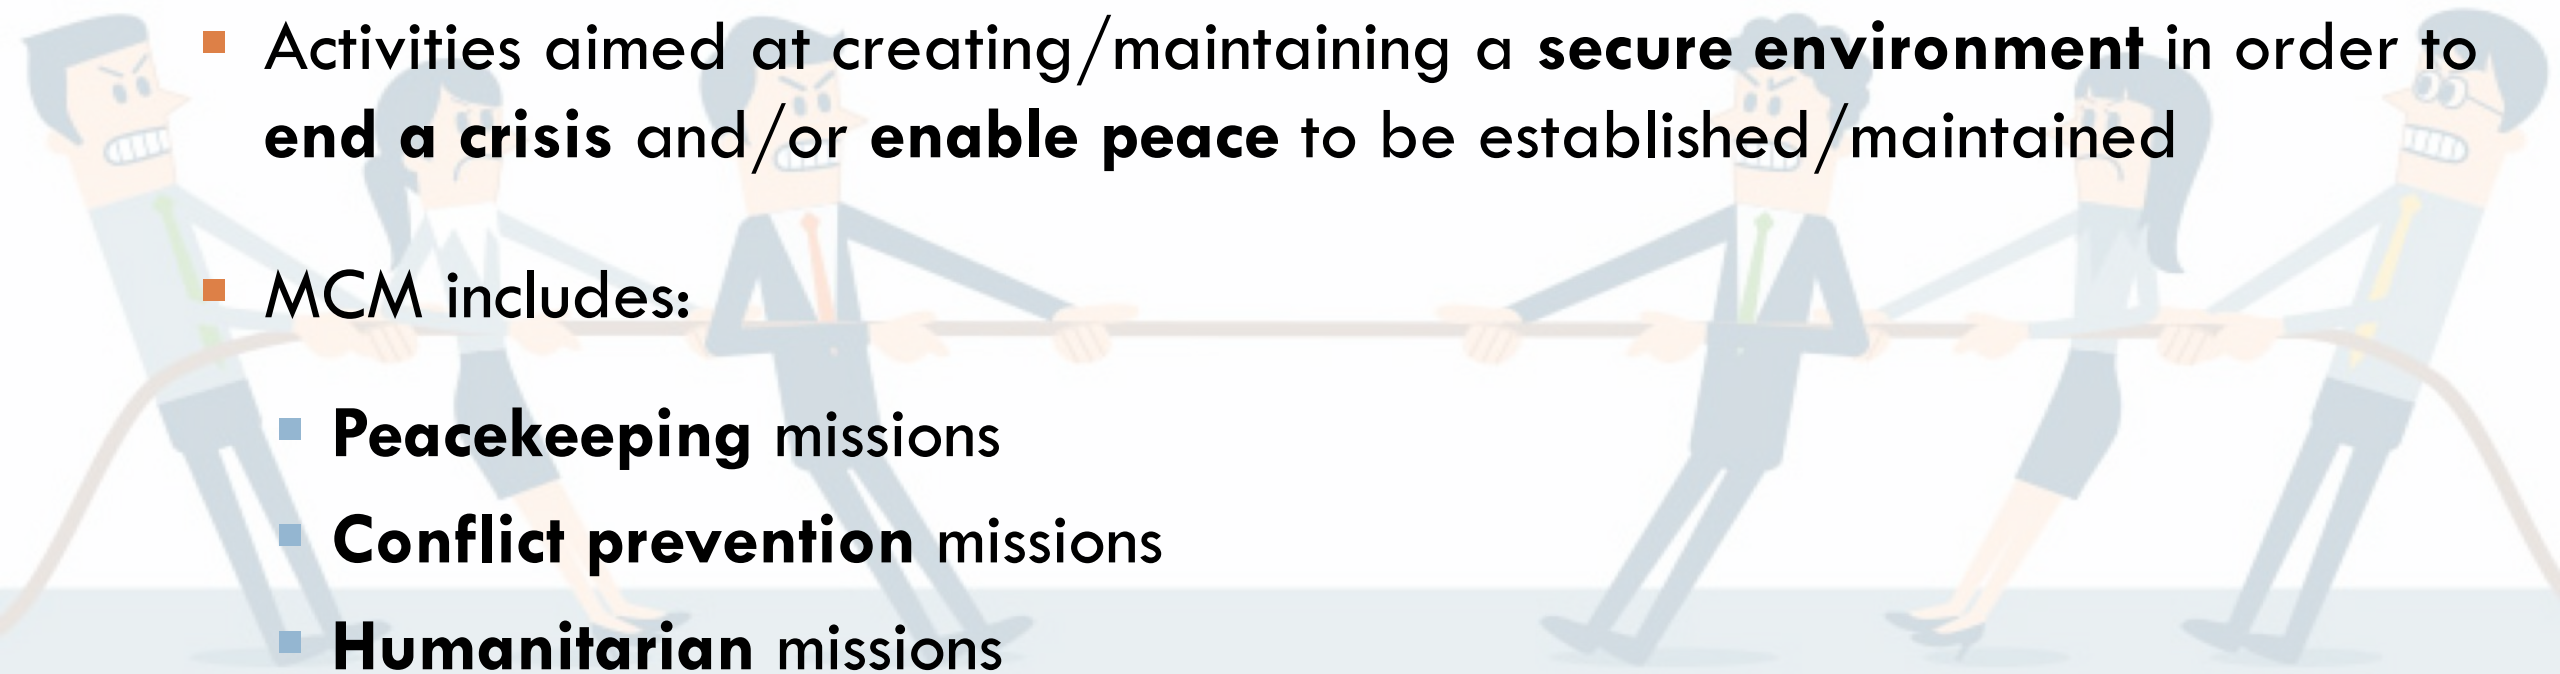 Activities aimed at creating/maintaining a secure environment in order to
end a crisis and/or enable peace to be established/maintained
MCM includes:
Peacekeeping missions
Conflict prevention missions
Humanitarian missions